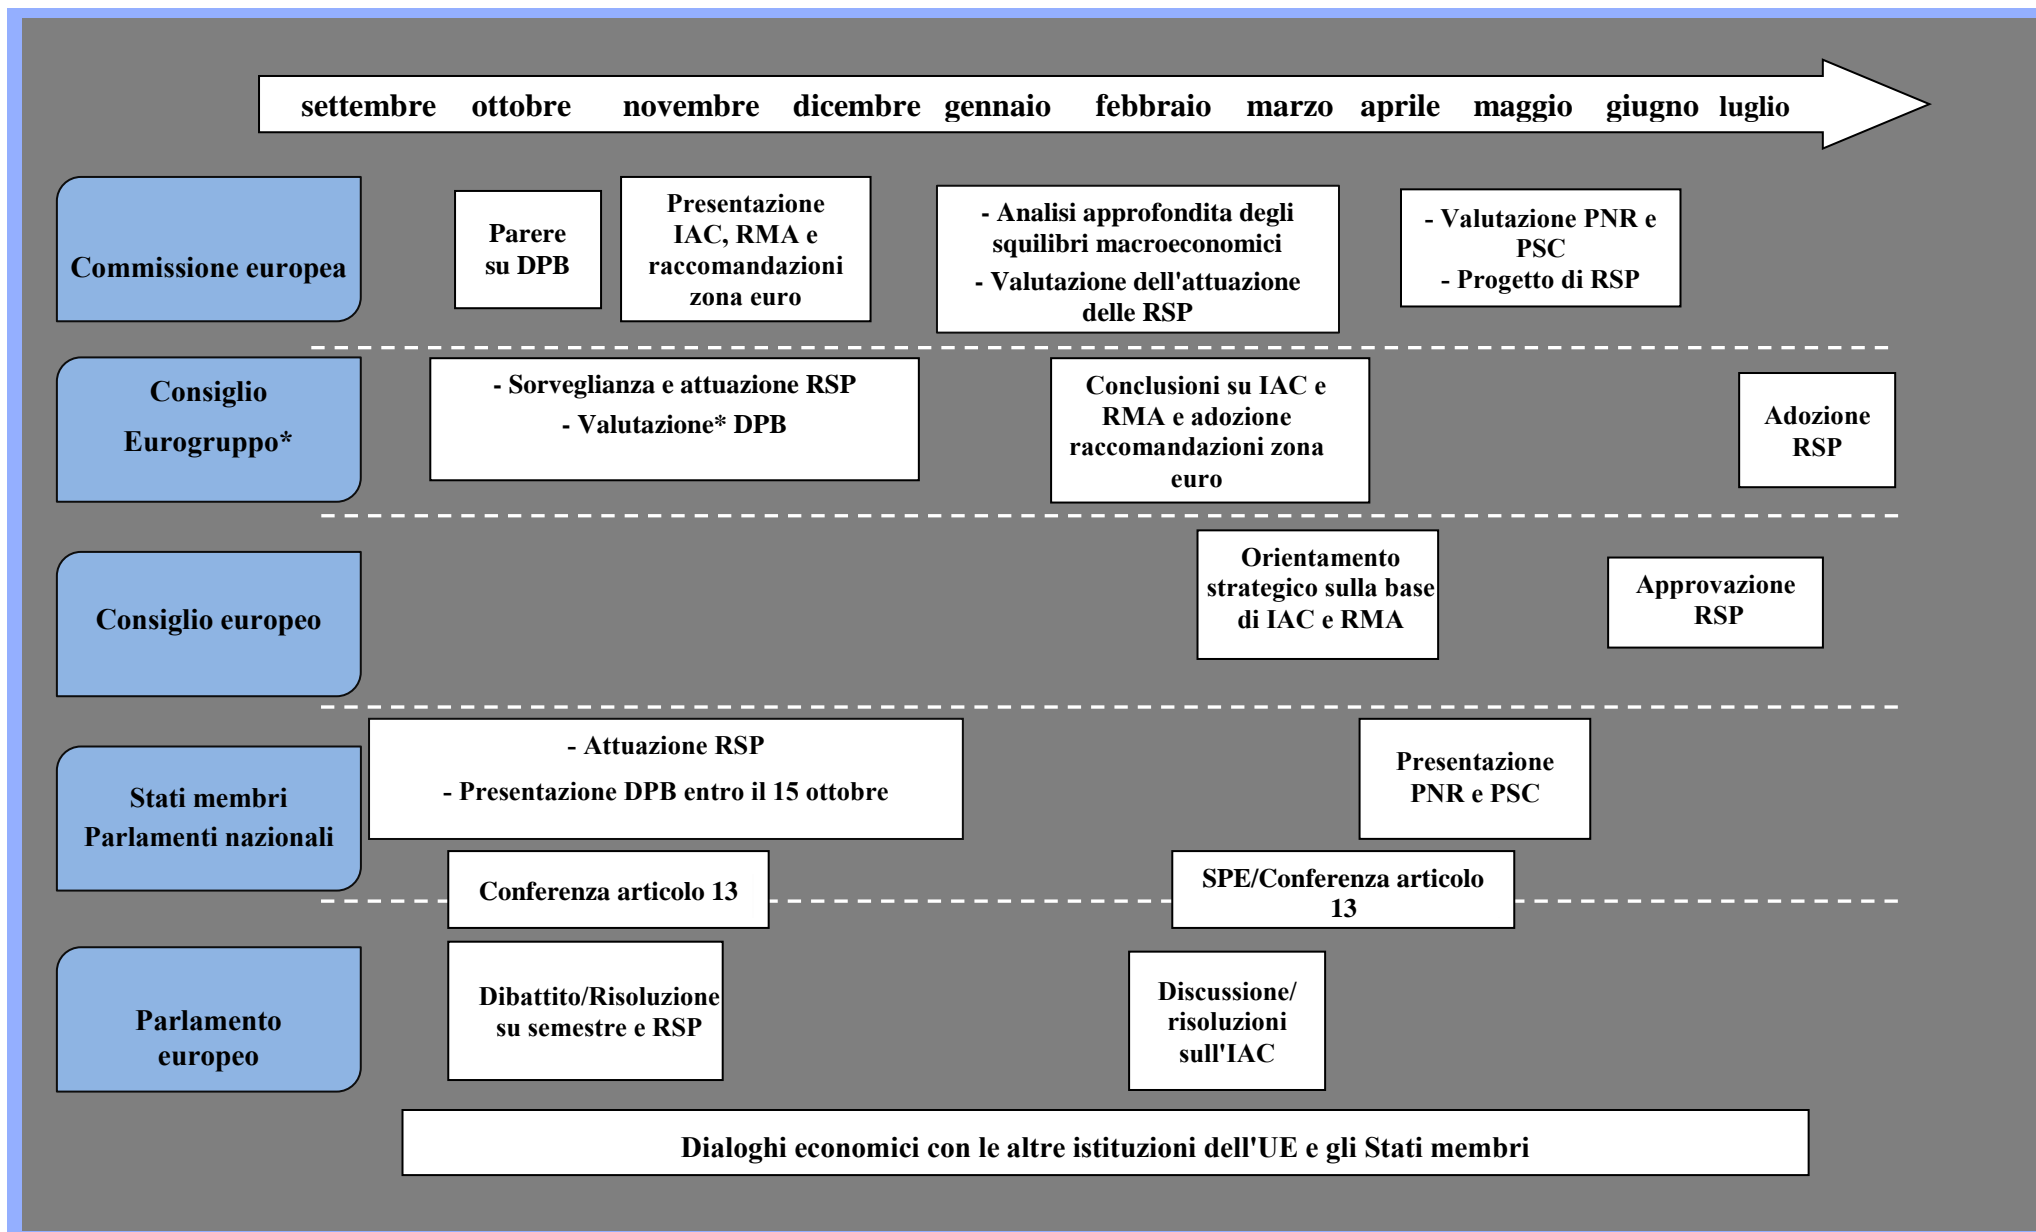 settembre ottobre novembre dicembre gennaio febbraio marzo aprile maggio giugno luglio
Commissione europea
Parere
su DPB
Presentazione
IAC, RMA e
raccomandazioni
zona euro
- Analisi approfondita degli
squilibri macroeconomici
- Valutazione dell'attuazione
delle RSP
- Valutazione PNR e
PSC
- Progetto di RSP
Consiglio
Eurogruppo*
- Sorveglianza e attuazione RSP
- Valutazione* DPB
Conclusioni su IAC e
RMA e adozione
raccomandazioni zona
euro
Adozione
RSP
Consiglio europeo
Orientamento
strategico sulla base
di IAC e RMA
Approvazione
RSP
Stati membri
Parlamenti nazionali
- Attuazione RSP
- Presentazione DPB entro il 15 ottobre
Presentazione
PNR e PSC
Conferenza articolo 13
SPE/Conferenza articolo
13
Parlamento
europeo
Dibattito/Risoluzione
su semestre e RSP
Discussione/
risoluzioni
sull'IAC
Dialoghi economici con le altre istituzioni dell'UE e gli Stati membri